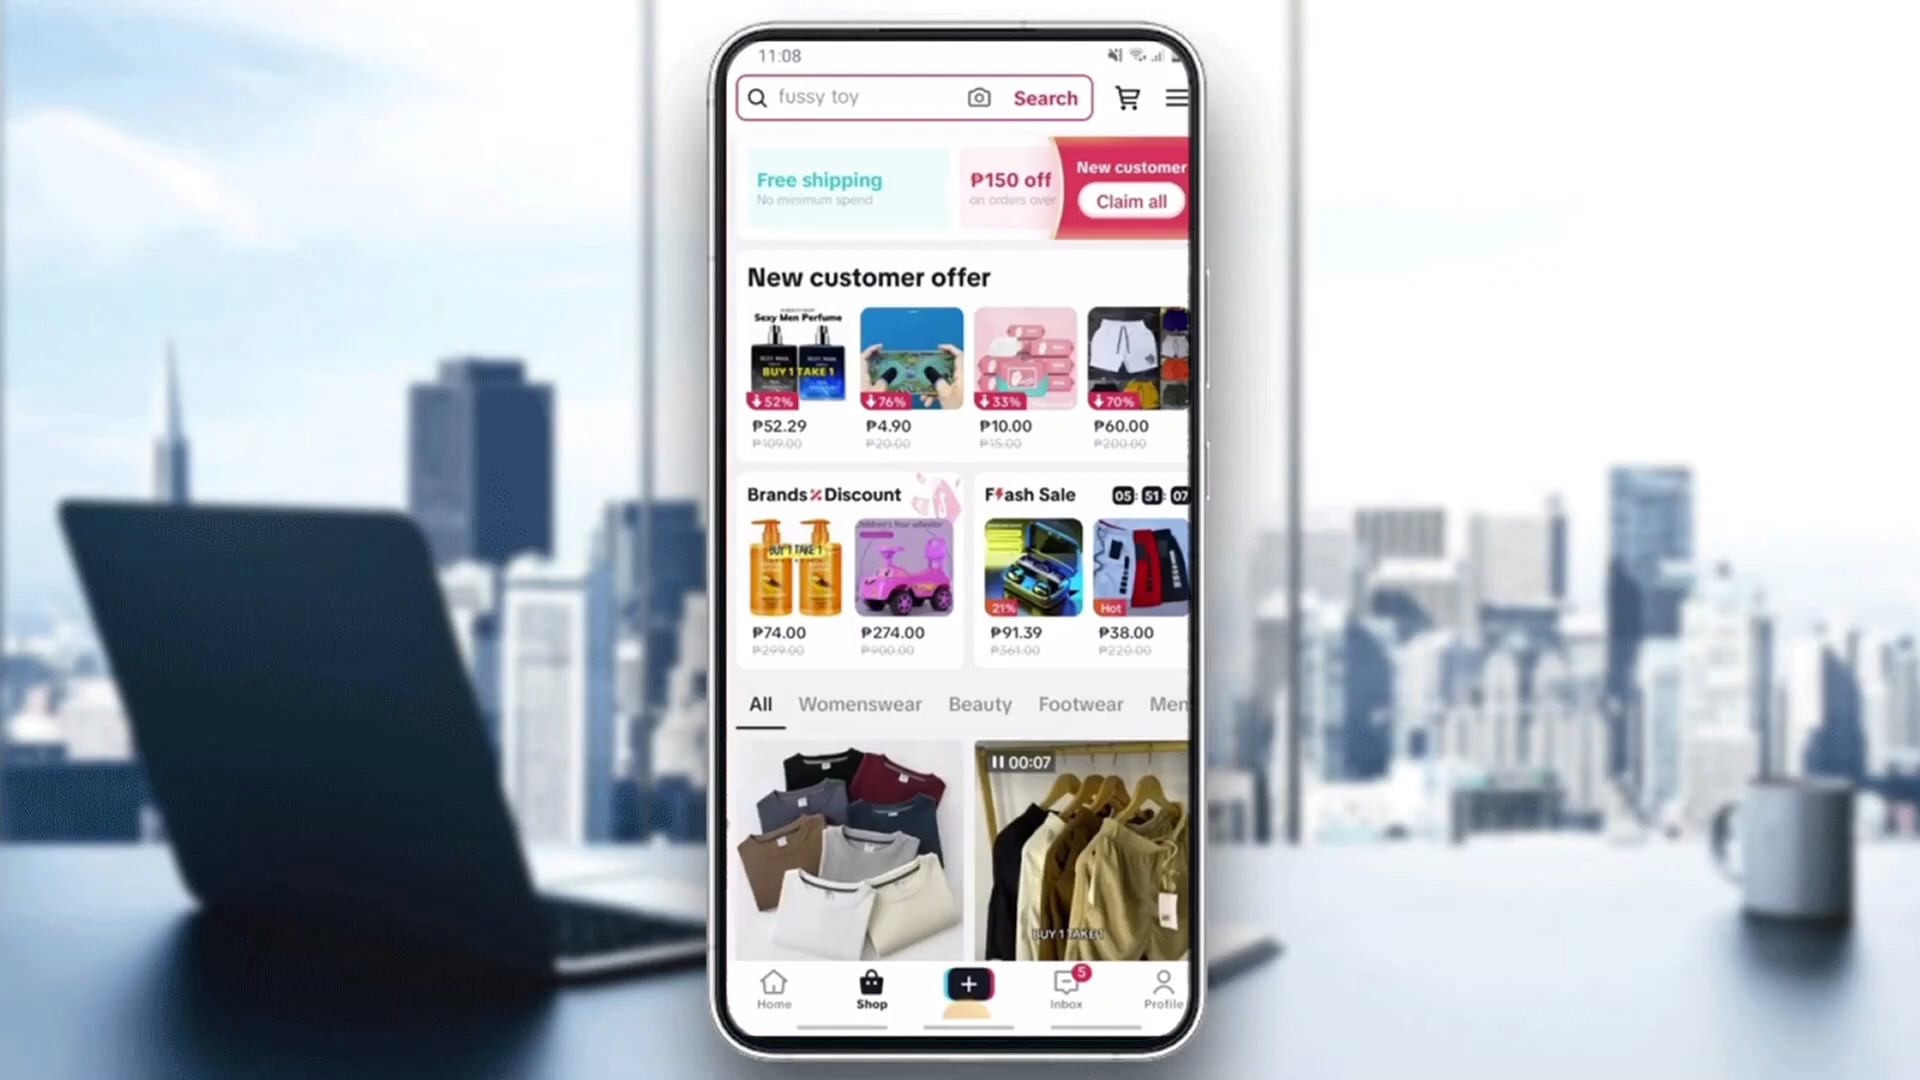 11:08
fussy toy
Search
Free shipping
No minimum spend
₱150 off
on orders over
New customer
Claim all
New customer offer
Sexy Men Perfume
BUY 1 TAKE 1
52%
76%
33%
70%
₱52.29
₱4.90
₱10.00
₱60.00
₱109.00
₱20.00
₱15.00
₱200.00
Brands Discount
Flash Sale
05:51:07
BUY 1 TAKE 1
children's four-wheeler
21%
Hot
₱74.00
₱274.00
₱91.39
₱38.00
₱299.00
₱900.00
₱361.00
₱220.00
All
Womenswear
Beauty
Footwear
Men
00:07
BUY 1 TAKE 1
Home
Shop
5
Inbox
Profile